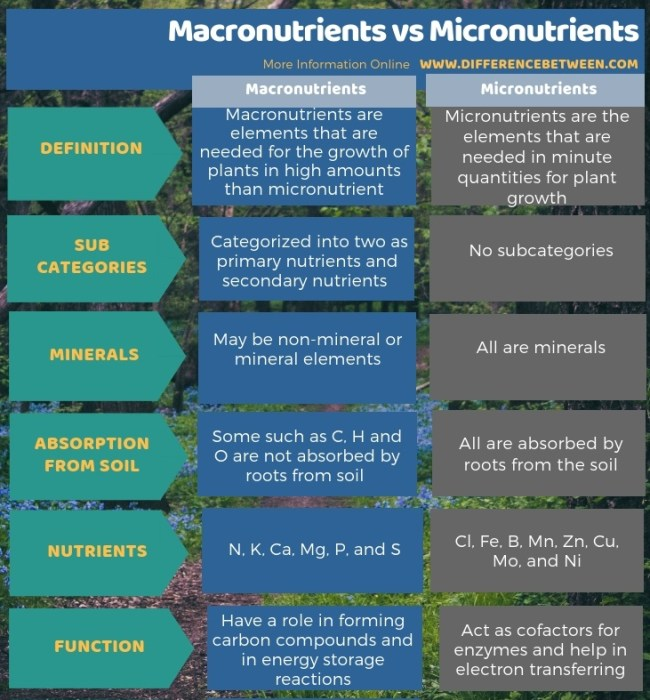 Macronutrients vs Micronutrients
More Information Online WWW.DIFFERENCEBETWEEN.COM
Macronutrients
Micronutrients
DEFINITION
Macronutrients are
elements that are
needed for the growth of
plants in high amounts
than micronutrient
Micronutrients are the
elements that are
needed in minute
quantities for plant
growth
SUB
CATEGORIES
Categorized into two as
primary nutrients and
secondary nutrients
No subcategories
MINERALS
May be non-mineral or
mineral elements
All are minerals
ABSORPTION
FROM SOIL
Some such as C, H and
O are not absorbed by
roots from soil
All are absorbed by
roots from the soil
NUTRIENTS
N, K, Ca, Mg, P, and S
Cl, Fe, B, Mn, Zn, Cu,
Mo, and Ni
FUNCTION
Have a role in forming
carbon compounds and
in energy storage
reactions
Act as cofactors for
enzymes and help in
electron transferring